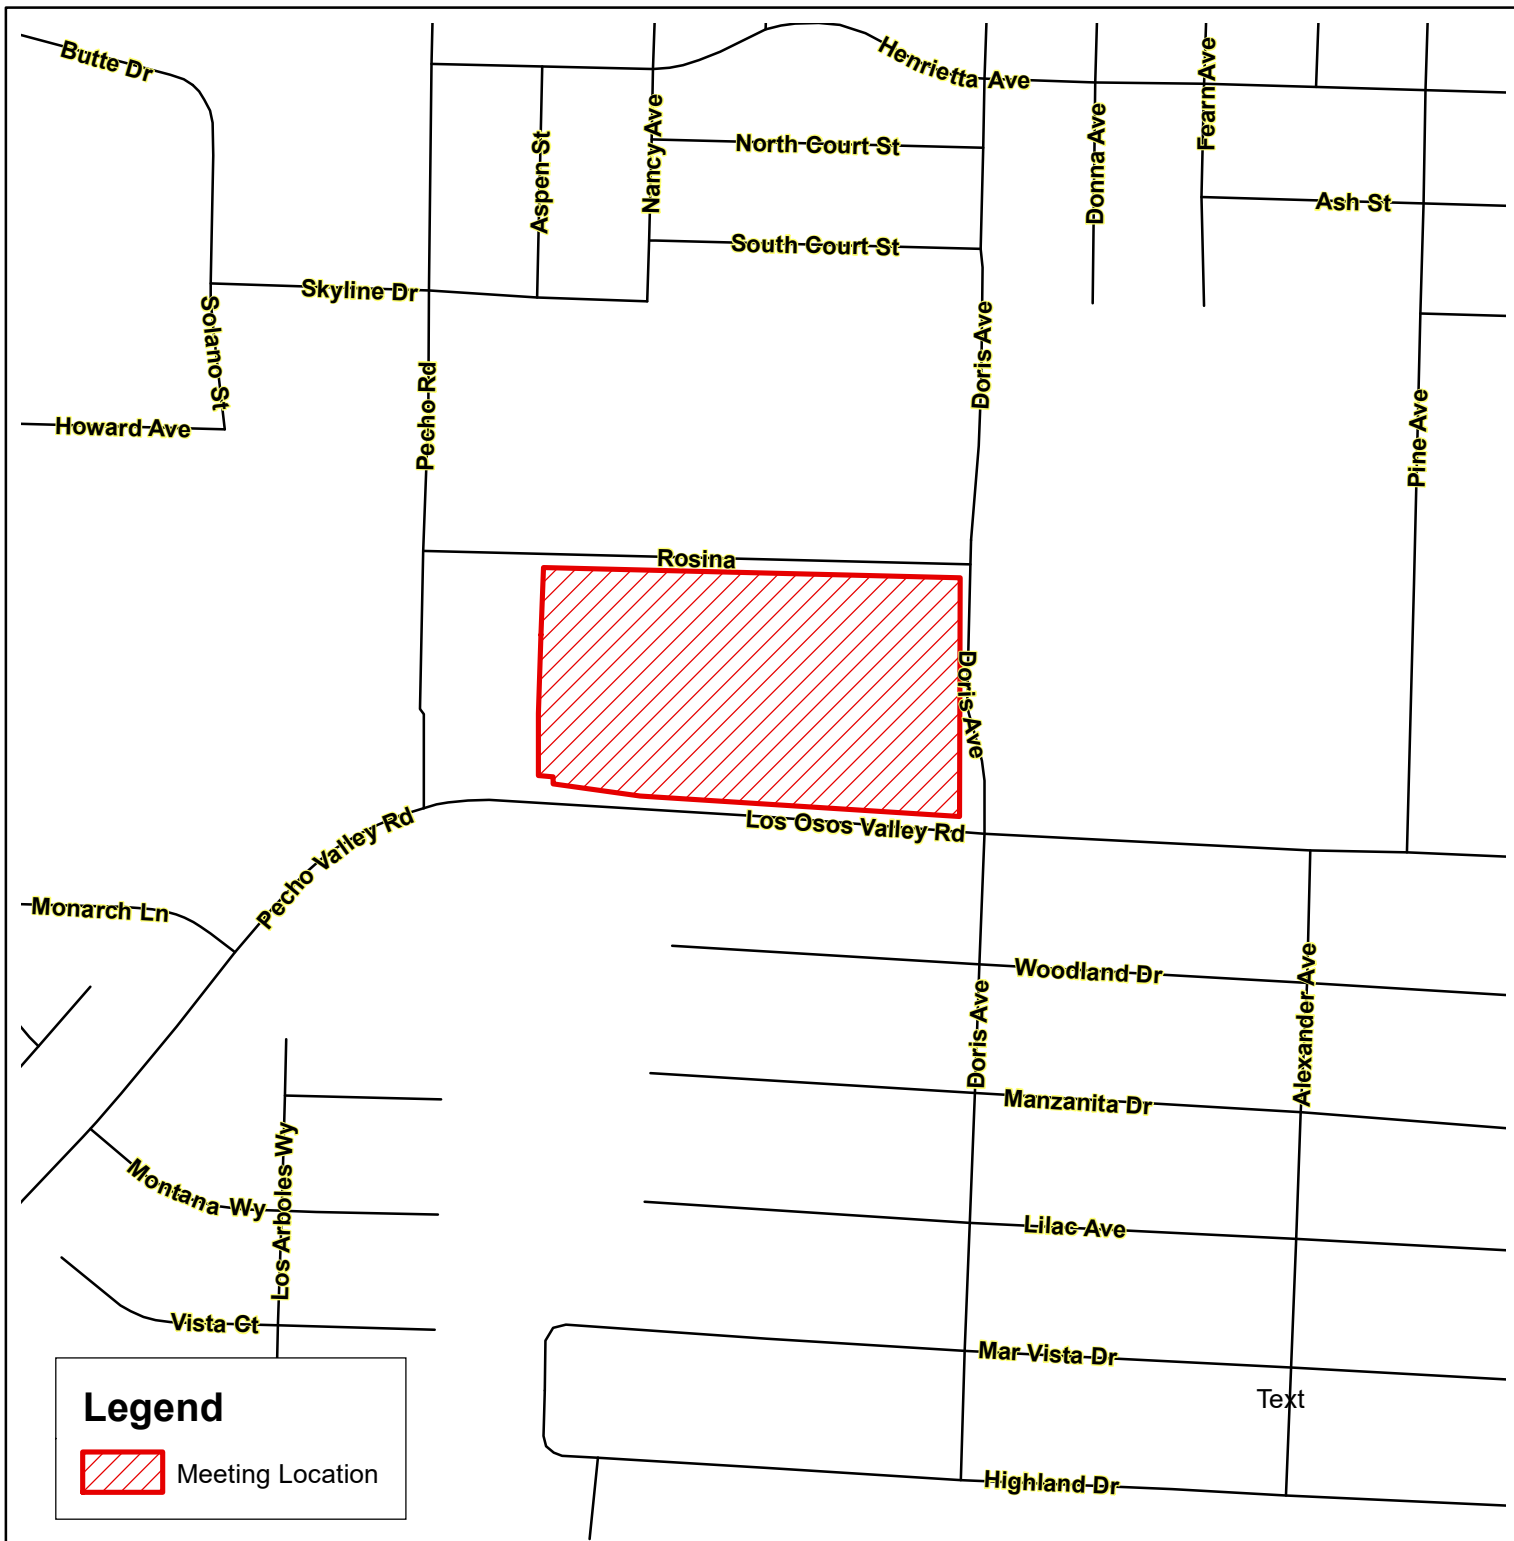 Butte Dr
Henrietta Ave
Fearn Ave
Nancy Ave
Donna Ave
Aspen St
North Court St
Ash St
South Court St
Skyline Dr
Solano St
Doris Ave
Pecho Rd
Pine Ave
Howard Ave
Rosina
Doris Ave
Los Osos Valley Rd
Pecho Valley Rd
Monarch Ln
Woodland Dr
Alexander Ave
Doris Ave
Manzanita Dr
Los Arboles Wy
Montana Wy
Lilac Ave
Vista Ct
Mar Vista Dr
Text
Highland Dr
Legend
Meeting Location